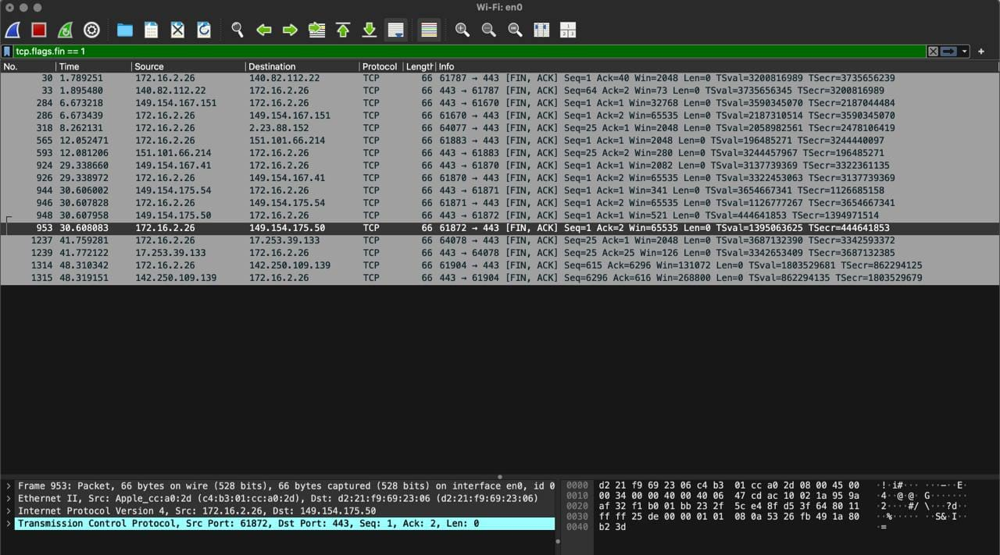 Wi-Fi: en0
tcp.flags.fin == 1
No. Time Source Destination Protocol Length Info
30 1.789251 172.16.2.26 140.82.112.22 TCP 66 61787 → 443 [FIN, ACK] Seq=1 Ack=40 Win=2048 Len=0 TSval=3200816989 TSecr=3735656239
33 1.895480 140.82.112.22 172.16.2.26 TCP 66 443 → 61787 [FIN, ACK] Seq=64 Ack=2 Win=73 Len=0 TSval=3735656345 TSecr=3200816989
284 6.673218 149.154.167.151 172.16.2.26 TCP 66 443 → 61670 [FIN, ACK] Seq=1 Ack=1 Win=32768 Len=0 TSval=3590345070 TSecr=2187044484
286 6.673439 172.16.2.26 149.154.167.151 TCP 66 61670 → 443 [FIN, ACK] Seq=1 Ack=2 Win=65535 Len=0 TSval=2187310514 TSecr=3590345070
318 8.262131 172.16.2.26 2.23.88.152 TCP 66 64077 → 443 [FIN, ACK] Seq=25 Ack=1 Win=2048 Len=0 TSval=2058982561 TSecr=2478106419
565 12.052471 172.16.2.26 151.101.66.214 TCP 66 61883 → 443 [FIN, ACK] Seq=1 Ack=1 Win=2048 Len=0 TSval=196485271 TSecr=3244440097
593 12.081206 151.101.66.214 172.16.2.26 TCP 66 443 → 61883 [FIN, ACK] Seq=25 Ack=2 Win=280 Len=0 TSval=3244457967 TSecr=196485271
924 29.338660 149.154.167.41 172.16.2.26 TCP 66 443 → 61870 [FIN, ACK] Seq=1 Ack=1 Win=2082 Len=0 TSval=3137739369 TSecr=3322361135
926 29.338972 172.16.2.26 149.154.167.41 TCP 66 61870 → 443 [FIN, ACK] Seq=1 Ack=2 Win=65535 Len=0 TSval=3322453063 TSecr=3137739369
944 30.606002 149.154.175.54 172.16.2.26 TCP 66 443 → 61871 [FIN, ACK] Seq=1 Ack=1 Win=341 Len=0 TSval=3654667341 TSecr=1126685158
946 30.607828 172.16.2.26 149.154.175.54 TCP 66 61871 → 443 [FIN, ACK] Seq=1 Ack=2 Win=65535 Len=0 TSval=1126777267 TSecr=3654667341
948 30.607958 149.154.175.50 172.16.2.26 TCP 66 443 → 61872 [FIN, ACK] Seq=1 Ack=1 Win=521 Len=0 TSval=444641853 TSecr=1394971514
953 30.608083 172.16.2.26 149.154.175.50 TCP 66 61872 → 443 [FIN, ACK] Seq=1 Ack=2 Win=65535 Len=0 TSval=1395063625 TSecr=444641853
1237 41.759281 172.16.2.26 17.253.39.133 TCP 66 64078 → 443 [FIN, ACK] Seq=25 Ack=1 Win=2048 Len=0 TSval=3687132390 TSecr=3342593372
1239 41.772122 17.253.39.133 172.16.2.26 TCP 66 443 → 64078 [FIN, ACK] Seq=25 Ack=25 Win=126 Len=0 TSval=3342653409 TSecr=3687132385
1314 48.310342 172.16.2.26 142.250.109.139 TCP 66 61904 → 443 [FIN, ACK] Seq=615 Ack=6296 Win=131072 Len=0 TSval=1803529681 TSecr=862294125
1315 48.319151 142.250.109.139 172.16.2.26 TCP 66 443 → 61904 [FIN, ACK] Seq=6296 Ack=616 Win=268800 Len=0 TSval=862294135 TSecr=1803529679
Frame 953: Packet, 66 bytes on wire (528 bits), 66 bytes captured (528 bits) on interface en0, id 0
Ethernet II, Src: Apple_cc:a0:2d (c4:b3:01:cc:a0:2d), Dst: d2:21:f9:69:23:06 (d2:21:f9:69:23:06)
Internet Protocol Version 4, Src: 172.16.2.26, Dst: 149.154.175.50
Transmission Control Protocol, Src Port: 61872, Dst Port: 443, Seq: 1, Ack: 2, Len: 0
0000 d2 21 f9 69 23 06 c4 b3 01 cc a0 2d 08 00 45 00 ·!·i#··· ···-··E·
0010 00 34 00 00 40 00 40 06 47 cd ac 10 02 1a 95 9a ·4··@·@· G·······
0020 af 32 f1 b0 01 bb 23 2f 5c e4 8f d5 3f 64 80 11 ·2····#/ \···?d··
0030 ff ff 25 de 00 00 01 01 08 0a 53 26 fb 49 1a 80 ··%····· ··S&·I··
0040 b2 3d ·=